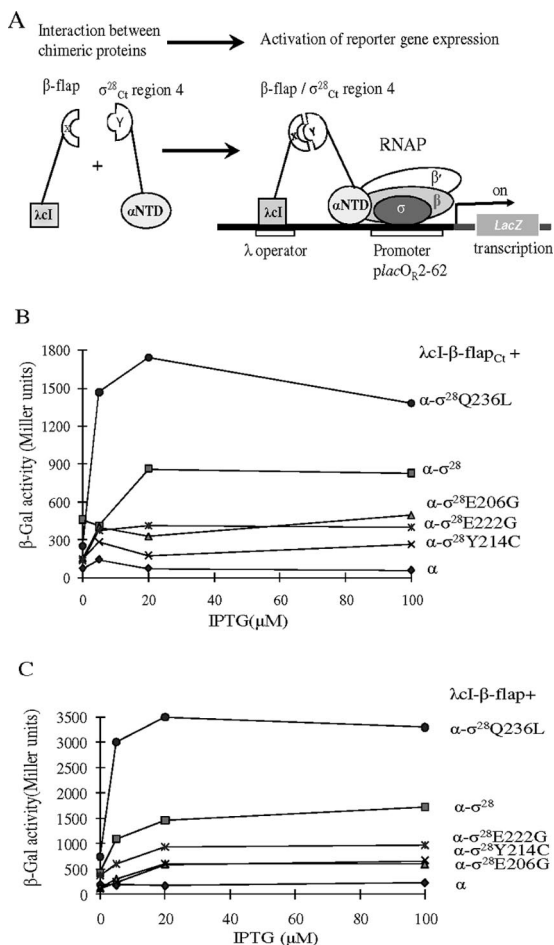 A
Interaction between
chimeric proteins
Activation of reporter gene expression
β-flap
σ²⁸Ct region 4
X
Y
+
λcI
αNTD
β-flap / σ²⁸Ct region 4
X
Y
RNAP
β'
β
σ
λcI
αNTD
on
LacZ
λ operator
Promoter
placOR2-62
transcription
B
β-Gal activity (Miller units)
1800
1500
1200
900
600
300
0
0
20
40
60
80
100
IPTG(μM)
λcI-β-flapCt +
α-σ²⁸Q236L
α-σ²⁸
α-σ²⁸E206G
α-σ²⁸E222G
α-σ²⁸Y214C
α
C
β-Gal activity(Miller units)
3500
3000
2500
2000
1500
1000
500
0
0
20
40
60
80
100
IPTG (μM)
λcI-β-flap+
α-σ²⁸Q236L
α-σ²⁸
α-σ²⁸E222G
α-σ²⁸Y214C
α-σ²⁸E206G
α